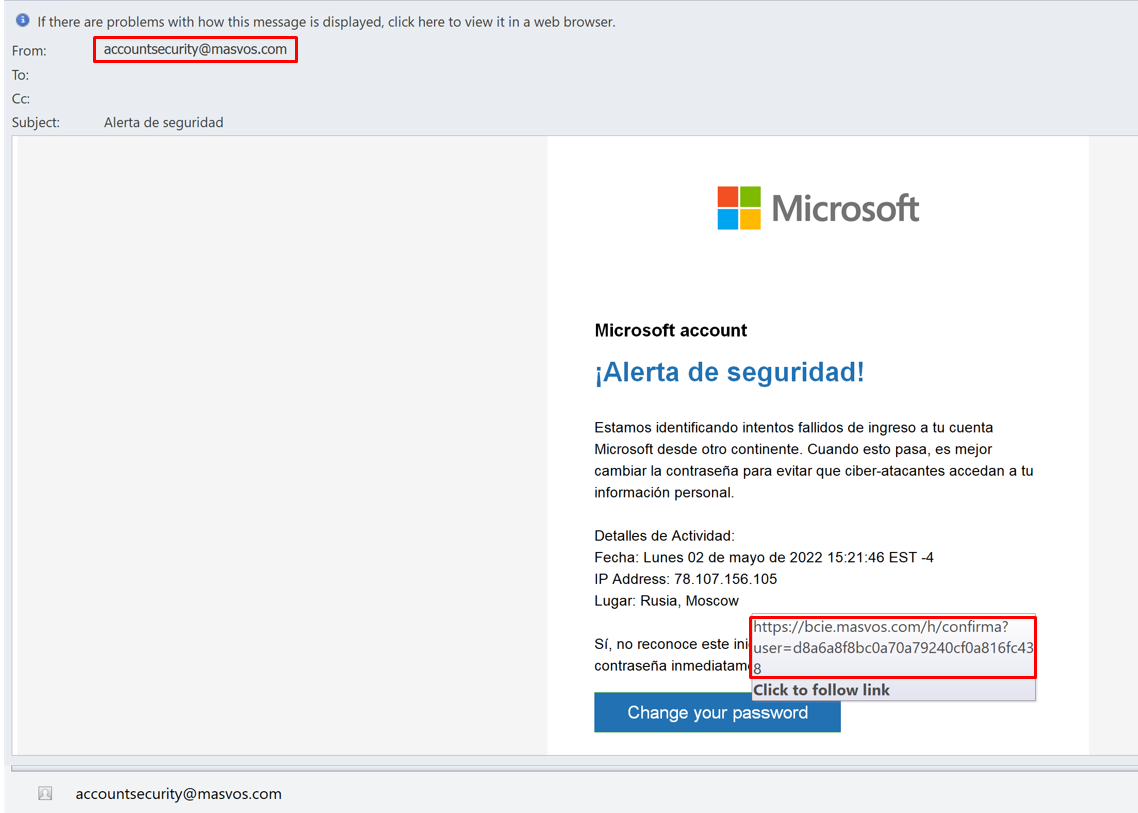 If there are problems with how this message is displayed, click here to view it in a web browser.
From: accountsecurity@masvos.com
To:
Cc:
Subject: Alerta de seguridad
Microsoft
Microsoft account
¡Alerta de seguridad!
Estamos identificando intentos fallidos de ingreso a tu cuenta
Microsoft desde otro continente. Cuando esto pasa, es mejor
cambiar la contraseña para evitar que ciber-atacantes accedan a tu
información personal.
Detalles de Actividad:
Fecha: Lunes 02 de mayo de 2022 15:21:46 EST -4
IP Address: 78.107.156.105
Lugar: Rusia, Moscow
Sí, no reconoce este ini
contraseña inmediatam
https://bcie.masvos.com/h/confirma?
user=d8a6a8f8bc0a70a79240cf0a816fc43
8
Click to follow link
Change your password
accountsecurity@masvos.com